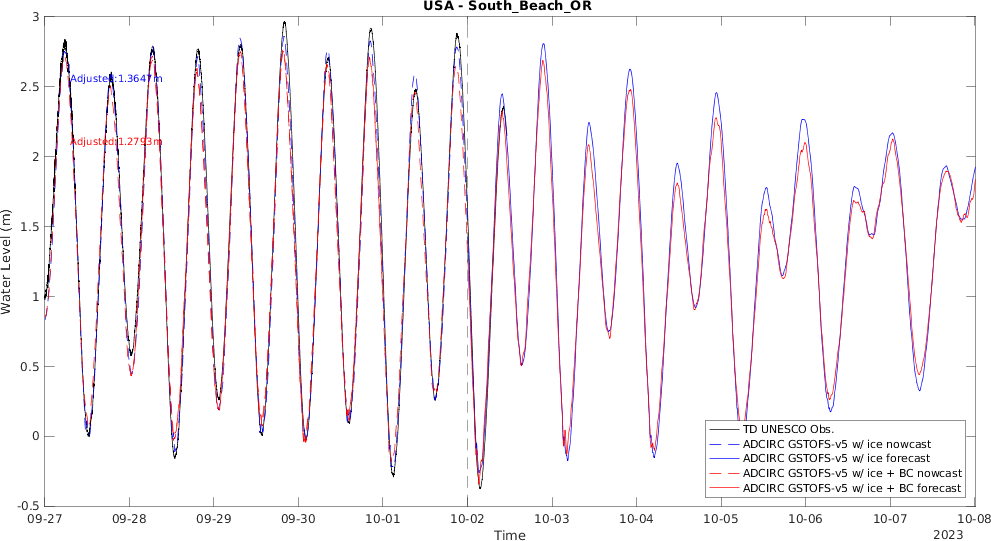 USA - South_Beach_OR
3
2.5
2
1.5
1
0.5
0
-0.5
Water Level (m)
Adjusted:1.3647m
Adjusted:1.2793m
TD UNESCO Obs.
ADCIRC GSTOFS-v5 w/ ice nowcast
ADCIRC GSTOFS-v5 w/ ice forecast
ADCIRC GSTOFS-v5 w/ ice + BC nowcast
ADCIRC GSTOFS-v5 w/ ice + BC forecast
09-27 09-28 09-29 09-30 10-01 10-02 10-03 10-04 10-05 10-06 10-07 10-08
Time
2023